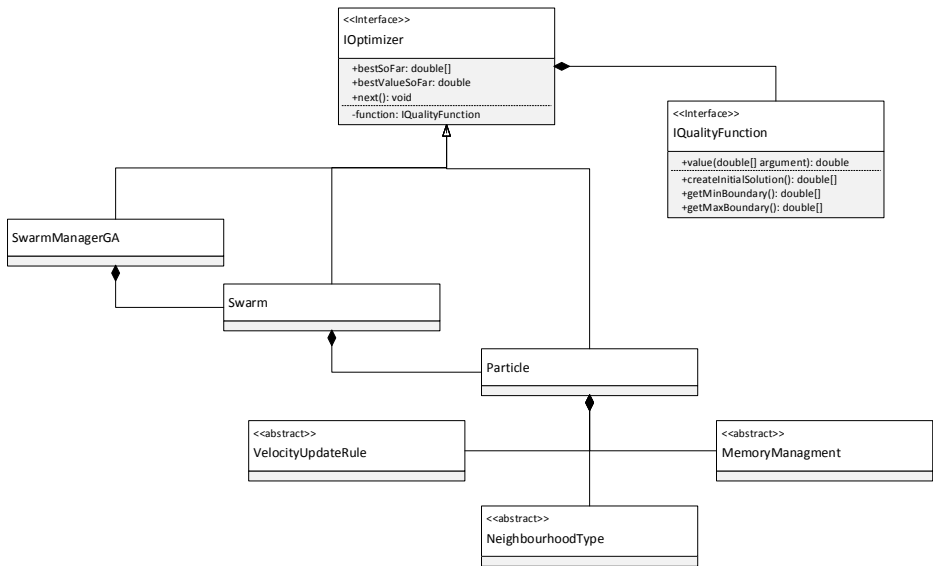 <<Interface>>
IOptimizer
+bestSoFar: double[]
+bestValueSoFar: double
+next(): void
-function: IQualityFunction
<<Interface>>
IQualityFunction
+value(double[] argument): double
+createInitialSolution(): double[]
+getMinBoundary(): double[]
+getMaxBoundary(): double[]
SwarmManagerGA
Swarm
Particle
<<abstract>>
VelocityUpdateRule
<<abstract>>
MemoryManagment
<<abstract>>
NeighbourhoodType